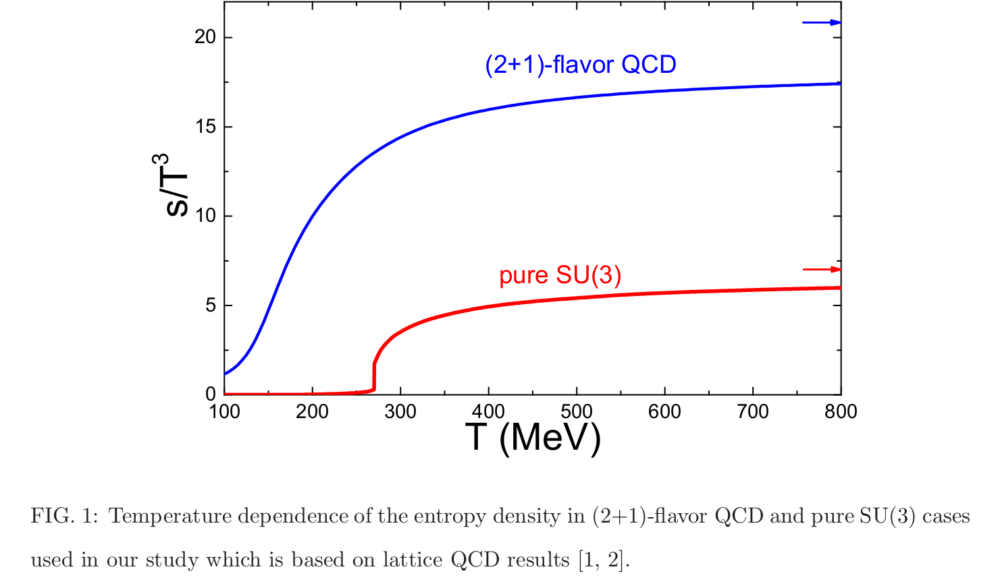 20
(2+1)-flavor QCD
15
s/T³
10
pure SU(3)
5
0
100 200 300 400 500 600 700 800
T (MeV)
FIG. 1: Temperature dependence of the entropy density in (2+1)-flavor QCD and pure SU(3) cases
used in our study which is based on lattice QCD results [1, 2].